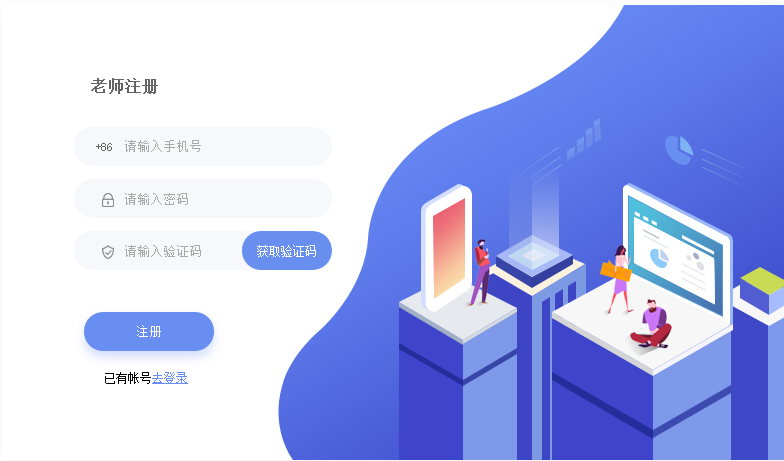 老师注册
+86 请输入手机号
请输入密码
请输入验证码 获取验证码
注册
已有帐号去登录